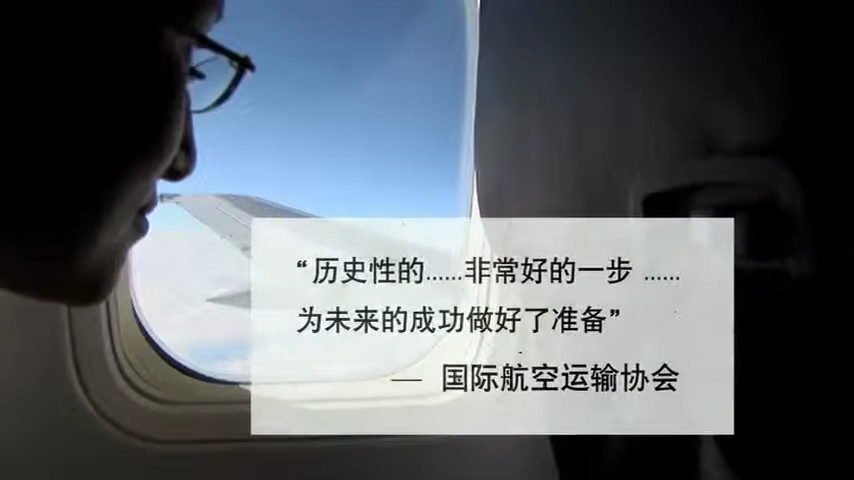 “历史性的......非常好的一步 ......
为未来的成功做好了准备”
— 国际航空运输协会